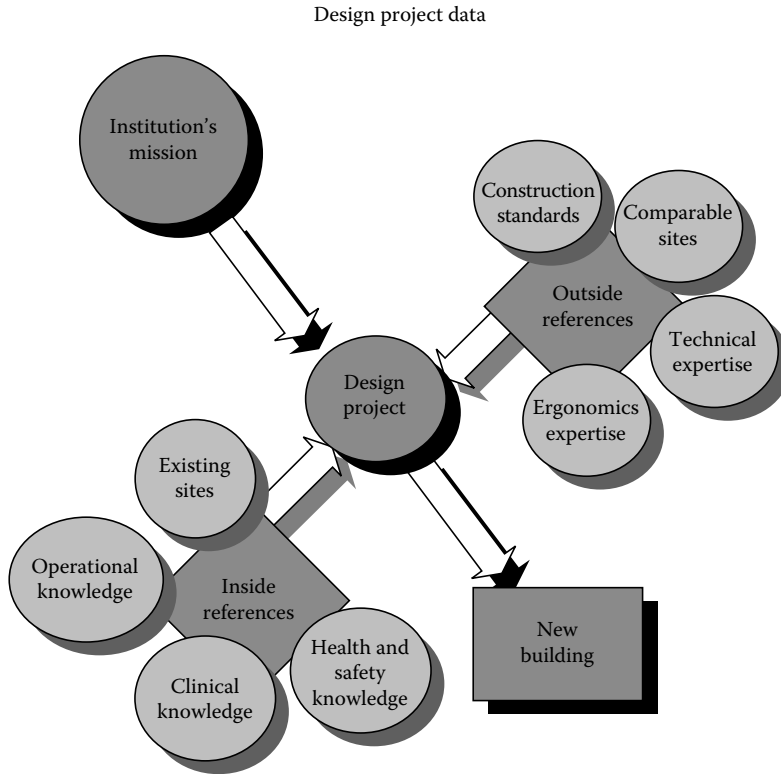 Design project data
Institution's
mission
Construction
standards
Comparable
sites
Outside
references
Technical
expertise
Ergonomics
expertise
Design
project
Existing
sites
Operational
knowledge
Inside
references
Clinical
knowledge
Health and
safety
knowledge
New
building